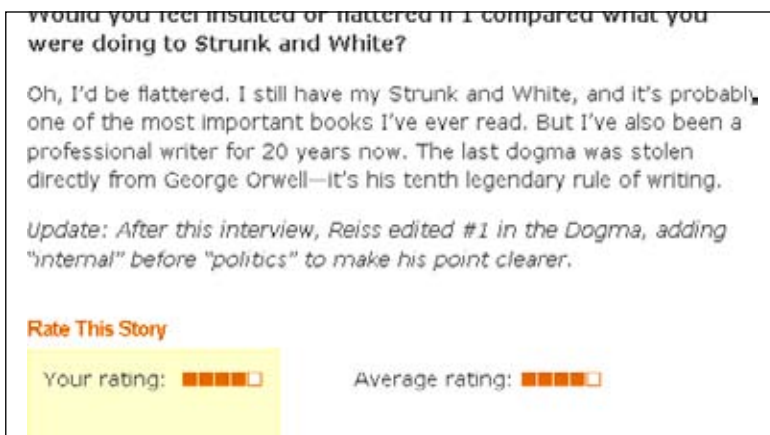 Would you feel insulted or flattered if I compared what you
were doing to Strunk and White?
Oh, I'd be flattered. I still have my Strunk and White, and it's probably
one of the most important books I've ever read. But I've also been a
professional writer for 20 years now. The last dogma was stolen
directly from George Orwell—it's his tenth legendary rule of writing.
Update: After this interview, Reiss edited #1 in the Dogma, adding
"internal" before "politics" to make his point clearer.
Rate This Story
Your rating: Average rating: